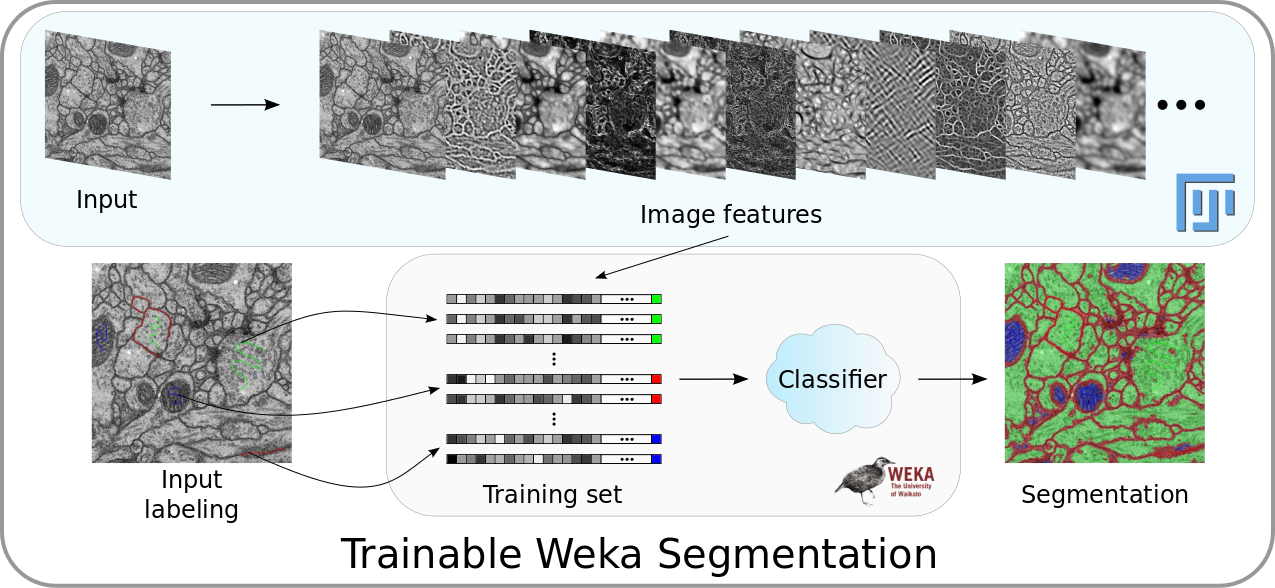 Input
Image features
Input
labeling
Training set
Classifier
WEKA
The University
of Waikato
Segmentation
Trainable Weka Segmentation